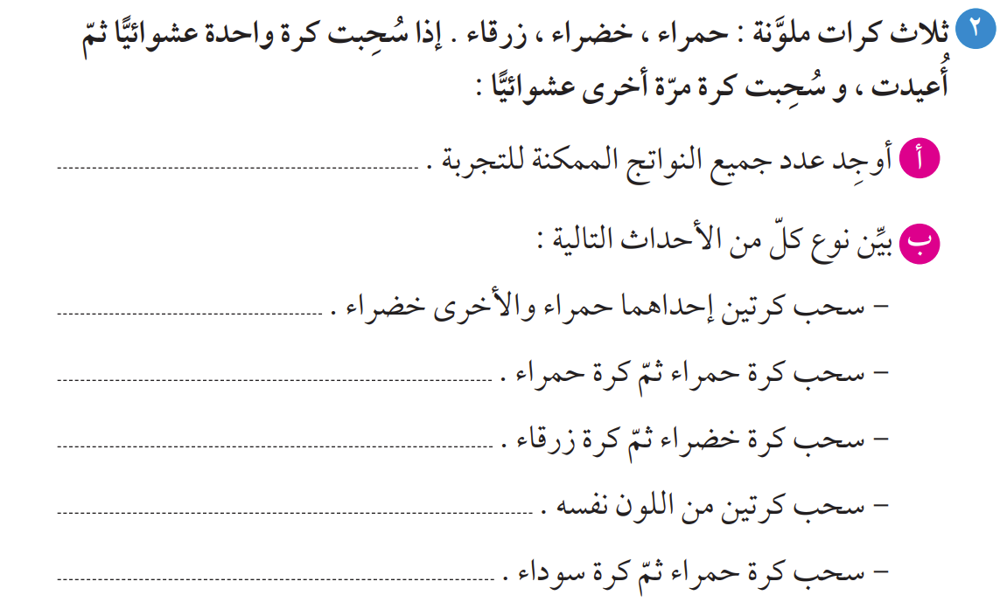 ٢ ثلاث كرات ملوَّنة : حمراء ، خضراء ، زرقاء . إذا سُحِبت كرة واحدة عشوائيًّا ثمّ
أُعيدت ، و سُحِبت كرة مرّة أخرى عشوائيًّا :
أ أوجِد عدد جميع النواتج الممكنة للتجربة .
ب بيِّن نوع كلّ من الأحداث التالية :
– سحب كرتين إحداهما حمراء والأخرى خضراء .
– سحب كرة حمراء ثمّ كرة حمراء .
– سحب كرة خضراء ثمّ كرة زرقاء .
– سحب كرتين من اللون نفسه .
– سحب كرة حمراء ثمّ كرة سوداء .